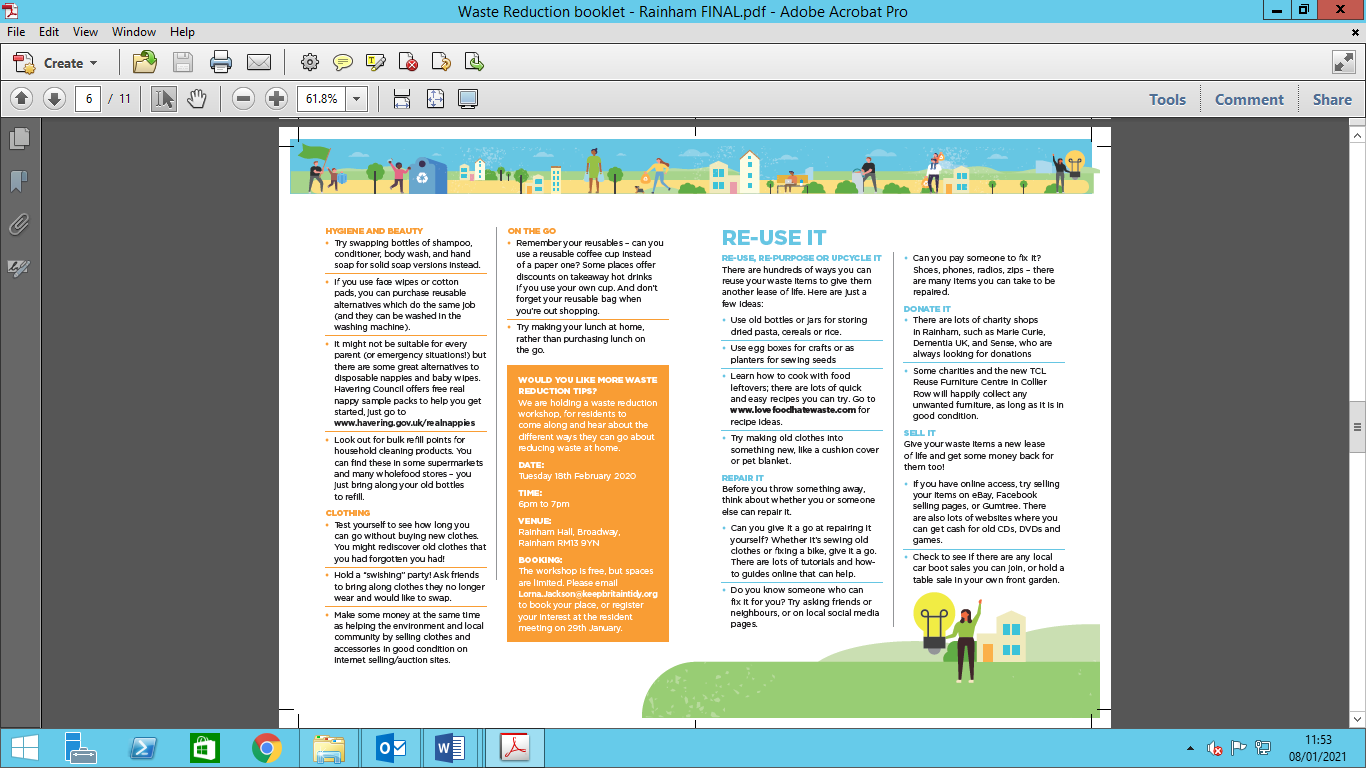 Waste Reduction booklet - Rainham FINAL.pdf - Adobe Acrobat Pro
File Edit View Window Help
Create
6 / 11
61.8%
Tools Comment Share
HYGIENE AND BEAUTY
• Try swapping bottles of shampoo,
conditioner, body wash, and hand
soap for solid soap versions instead.
• If you use face wipes or cotton
pads, you can purchase reusable
alternatives which do the same job
(and they can be washed in the
washing machine).
• It might not be suitable for every
parent (or emergency situations!) but
there are some great alternatives to
disposable nappies and baby wipes.
Havering Council offers free real
nappy sample packs to help you get
started, just go to
www.havering.gov.uk/realnappies
• Look out for bulk refill points for
household cleaning products. You
can find these in some supermarkets
and many wholefood stores – you
just bring along your old bottles
to refill.
CLOTHING
• Test yourself to see how long you
can go without buying new clothes.
You might rediscover old clothes that
you had forgotten you had!
• Hold a "swishing" party! Ask friends
to bring along clothes they no longer
wear and would like to swap.
• Make some money at the same time
as helping the environment and local
community by selling clothes and
accessories in good condition on
internet selling/auction sites.
ON THE GO
• Remember your reusables – can you
use a reusable coffee cup instead
of a paper one? Some places offer
discounts on takeaway hot drinks
if you use your own cup. And don't
forget your reusable bag when
you're out shopping.
• Try making your lunch at home,
rather than purchasing lunch on
the go.
WOULD YOU LIKE MORE WASTE
REDUCTION TIPS?
We are holding a waste reduction
workshop, for residents to
come along and hear about the
different ways they can go about
reducing waste at home.
DATE:
Tuesday 18th February 2020
TIME:
6pm to 7pm
VENUE:
Rainham Hall, Broadway,
Rainham RM13 9YN
BOOKING:
The workshop is free, but spaces
are limited. Please email
Lorna.Jackson@keepbritaintidy.org
to book your place, or register
your interest at the resident
meeting on 29th January.
RE-USE IT
RE-USE, RE-PURPOSE OR UPCYCLE IT
There are hundreds of ways you can
reuse your waste items to give them
another lease of life. Here are just a
few ideas:
• Use old bottles or jars for storing
dried pasta, cereals or rice.
• Use egg boxes for crafts or as
planters for sewing seeds
• Learn how to cook with food
leftovers; there are lots of quick
and easy recipes you can try. Go to
www.lovefoodhatewaste.com for
recipe ideas.
• Try making old clothes into
something new, like a cushion cover
or pet blanket.
REPAIR IT
Before you throw something away,
think about whether you or someone
else can repair it.
• Can you give it a go at repairing it
yourself? Whether it's sewing old
clothes or fixing a bike, give it a go.
There are lots of tutorials and how-
to guides online that can help.
• Do you know someone who can
fix it for you? Try asking friends or
neighbours, or on local social media
pages.
• Can you pay someone to fix it?
Shoes, phones, radios, zips – there
are many items you can take to be
repaired.
DONATE IT
• There are lots of charity shops
in Rainham, such as Marie Curie,
Dementia UK, and Sense, who are
always looking for donations
• Some charities and the new TCL
Reuse Furniture Centre in Collier
Row will happily collect any
unwanted furniture, as long as it is in
good condition.
SELL IT
Give your waste items a new lease
of life and get some money back for
them too!
• If you have online access, try selling
your items on eBay, Facebook
selling pages, or Gumtree. There
are also lots of websites where you
can get cash for old CDs, DVDs and
games.
• Check to see if there are any local
car boot sales you can join, or hold a
table sale in your own front garden.
11:53
08/01/2021